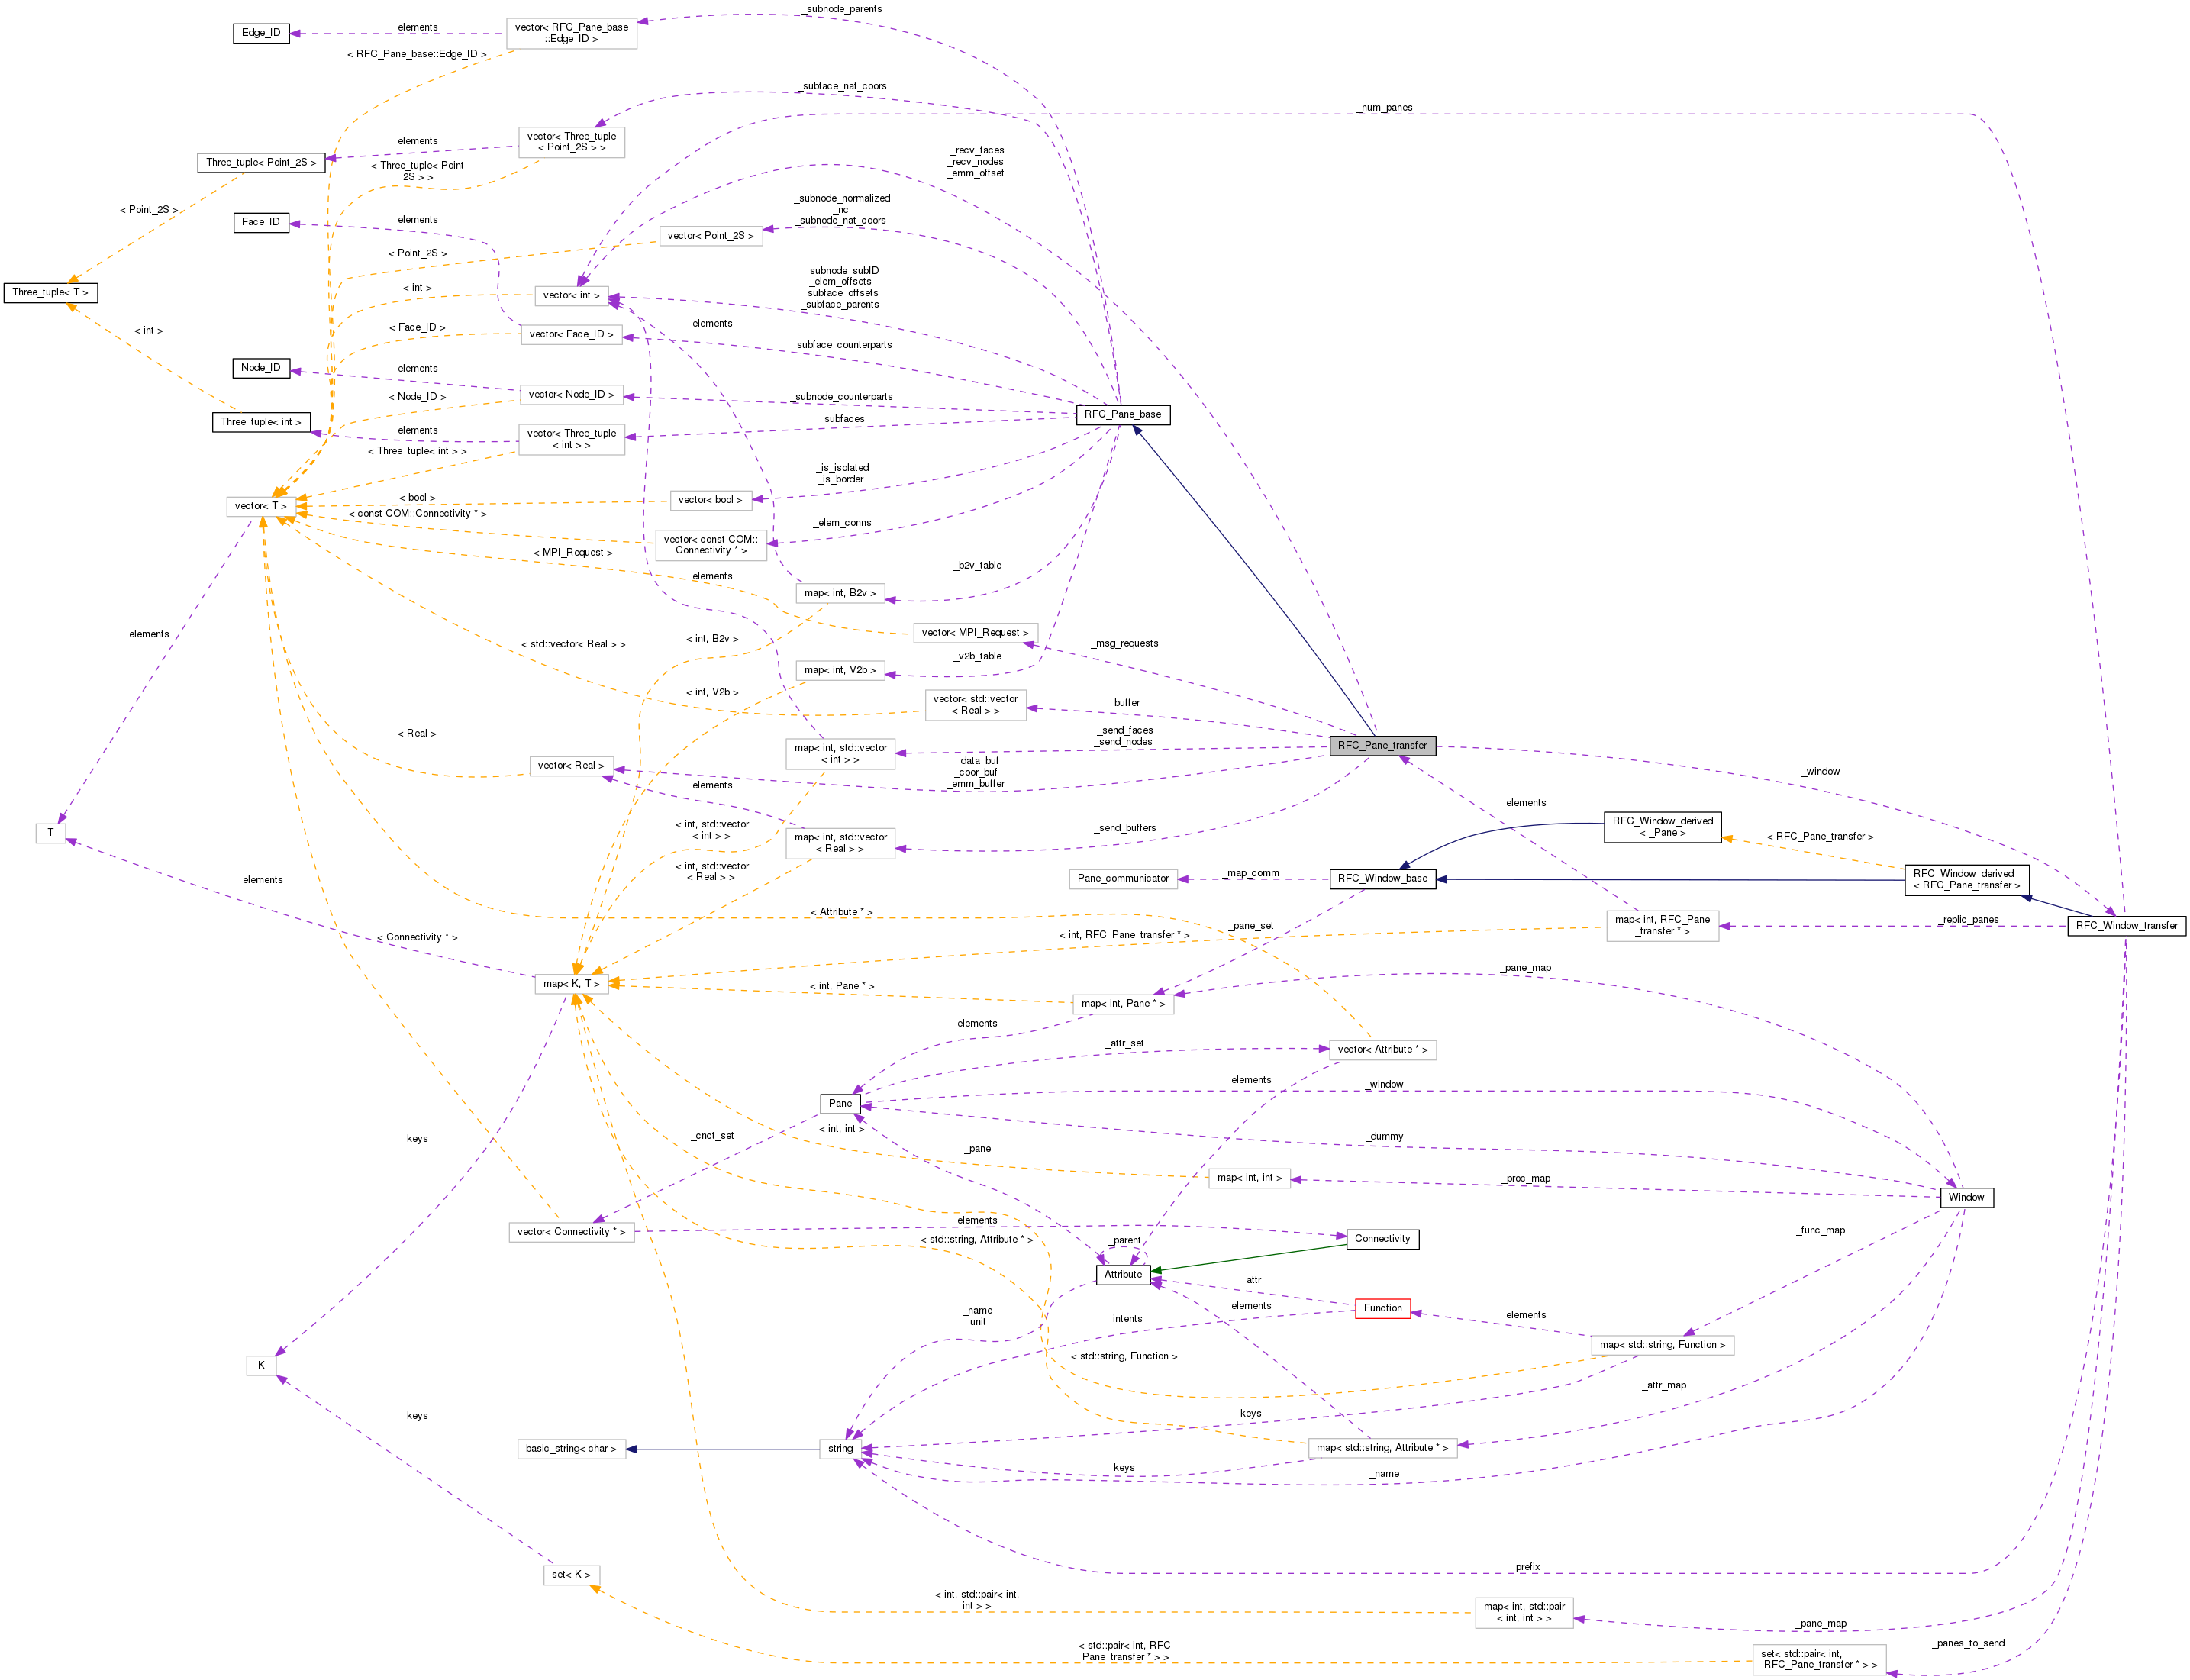 _subnode_parents
Edge_ID
elements
vector< RFC_Pane_base
::Edge_ID >
< RFC_Pane_base::Edge_ID >
_subface_nat_coors
_num_panes
vector< Three_tuple
< Point_2S > >
elements
Three_tuple< Point_2S >
< Three_tuple< Point
_2S > >
_recv_faces
_recv_nodes
_emm_offset
< Point_2S >
Face_ID
elements
_subnode_normalized
_nc
_subnode_nat_coors
vector< Point_2S >
< Point_2S >
Three_tuple< T >
< int >
vector< int >
_subnode_subID
_elem_offsets
_subface_offsets
_subface_parents
< int >
< Face_ID >
vector< Face_ID >
elements
_subface_counterparts
Node_ID
elements
vector< Node_ID >
< Node_ID >
_subnode_counterparts
RFC_Pane_base
Three_tuple< int >
elements
vector< Three_tuple
< int > >
_subfaces
< Three_tuple< int > >
_is_isolated
_is_border
vector< T >
< bool >
vector< bool >
< const COM::Connectivity * >
_elem_conns
vector< const COM::
Connectivity * >
< MPI_Request >
_b2v_table
elements
map< int, B2v >
elements
vector< MPI_Request >
< std::vector< Real > >
< int, B2v >
_v2b_table
_msg_requests
map< int, V2b >
< int, V2b >
vector< std::vector
< Real > >
_buffer
< Real >
map< int, std::vector
< int > >
_send_faces
_send_nodes
RFC_Pane_transfer
vector< Real >
_data_buf
_coor_buf
_emm_buffer
_window
elements
elements
T
< int, std::vector
< int > >
map< int, std::vector
< Real > >
_send_buffers
RFC_Window_derived
< _Pane >
< RFC_Pane_transfer >
elements
< int, std::vector
< Real > >
Pane_communicator
_map_comm
RFC_Window_base
RFC_Window_derived
< RFC_Pane_transfer >
< Attribute * >
_pane_set
map< int, RFC_Pane
_transfer * >
_replic_panes
RFC_Window_transfer
< Connectivity * >
< int, RFC_Pane_transfer * >
_pane_map
map< K, T >
< int, Pane * >
map< int, Pane * >
elements
_attr_set
vector< Attribute * >
Pane
elements
_window
keys
_cnct_set
< int, int >
_dummy
_pane
map< int, int >
_proc_map
Window
vector< Connectivity * >
elements
Connectivity
_func_map
< std::string, Attribute * >
_parent
Attribute
_attr
_name
_unit
_intents
elements
Function
elements
map< std::string, Function >
K
< std::string, Function >
_attr_map
keys
keys
basic_string< char >
string
map< std::string, Attribute * >
keys
_name
set< K >
_prefix
< int, std::pair< int,
int > >
map< int, std::pair
< int, int > >
_pane_map
< std::pair< int, RFC
_Pane_transfer * > >
set< std::pair< int,
RFC_Pane_transfer * > >
_panes_to_send